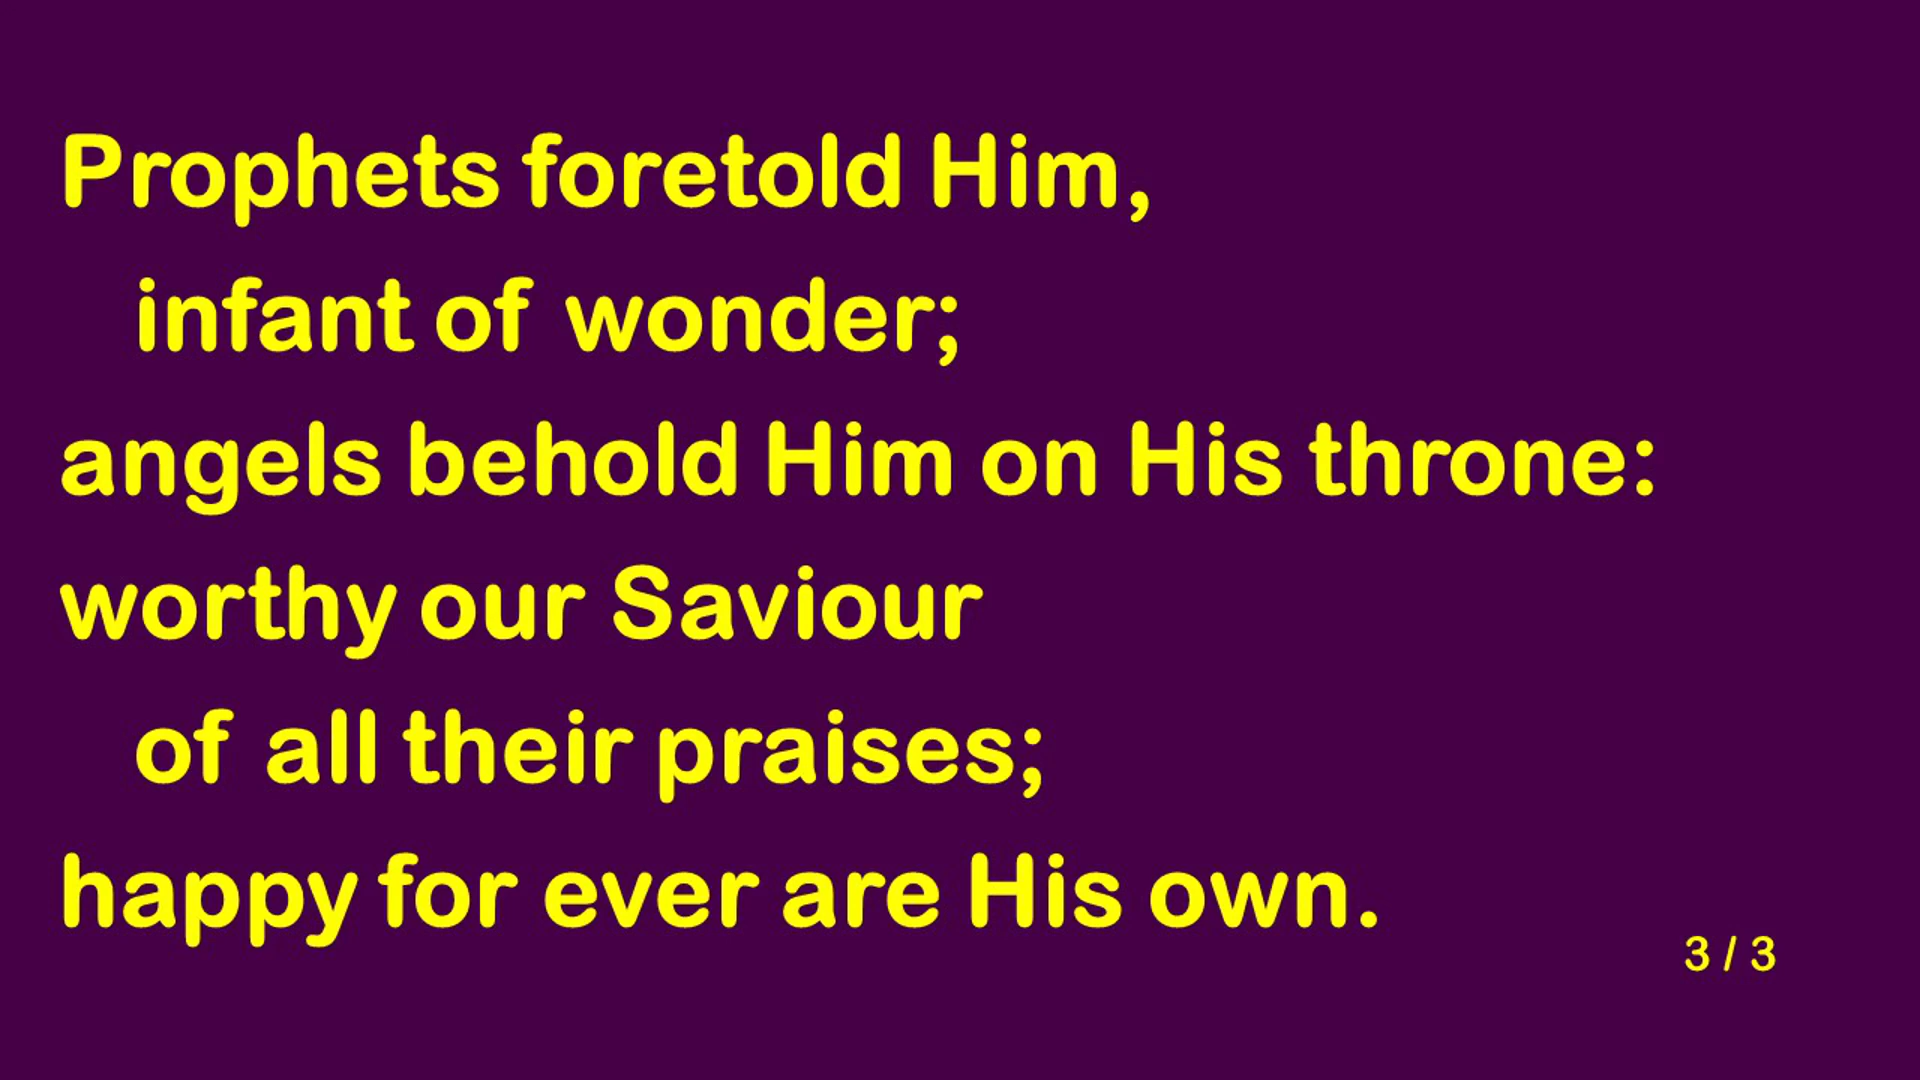 Prophets foretold Him,
infant of wonder;
angels behold Him on His throne:
worthy our Saviour
of all their praises;
happy for ever are His own.
3 / 3